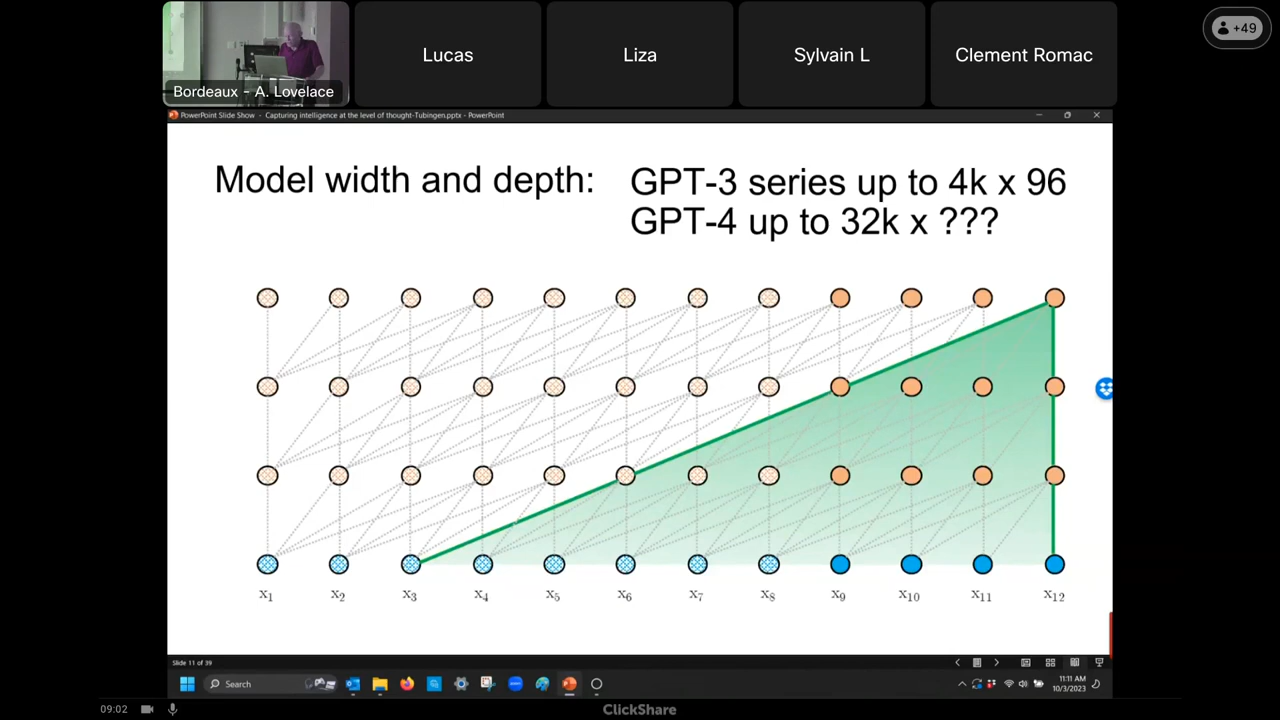 +49
Lucas
Liza
Sylvain L
Clement Romac
Bordeaux - A. Lovelace
PowerPoint Slide Show - Capturing intelligence at the level of thought-Tubingen.pptx - PowerPoint
Model width and depth:
GPT-3 series up to 4k x 96
GPT-4 up to 32k x ???
x1 x2 x3 x4 x5 x6 x7 x8 x9 x10 x11 x12
Slide 11 of 39
Search
11:11 AM
10/3/2023
09:02
ClickShare